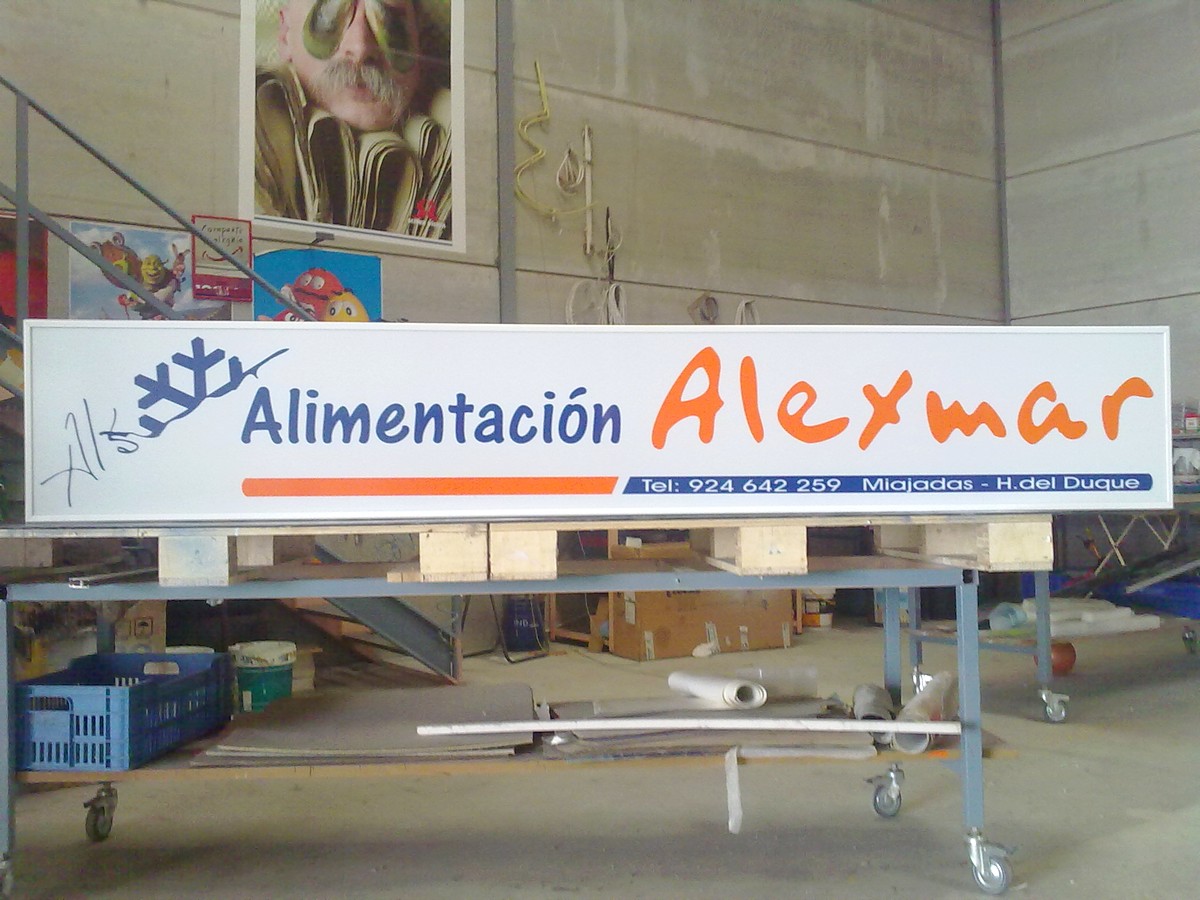 Alimentación Alexmar
Tel: 924 642 259 Miajadas - H.del Duque